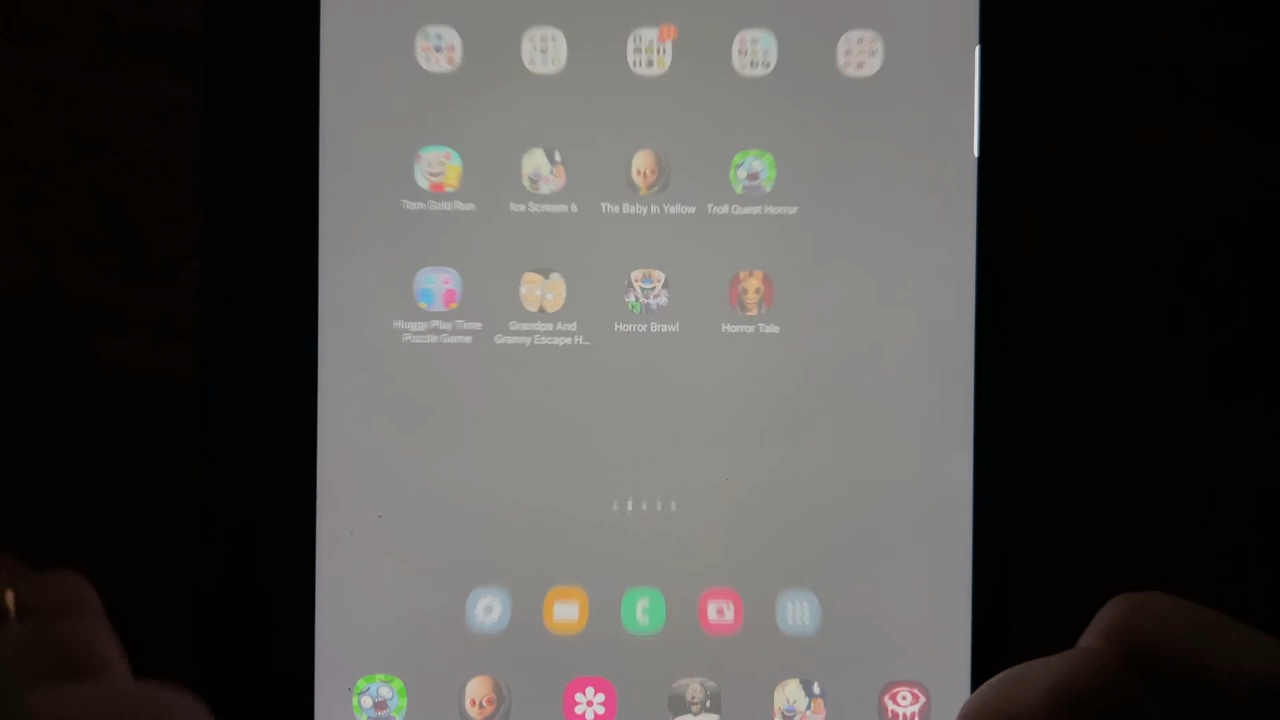 Tom Gold Run
Ice Scream 6
The Baby In Yellow
Troll Quest Horror
Huggy Play Time
Puzzle Game
Grandpa And
Granny Escape H...
Horror Brawl
Horror Tale